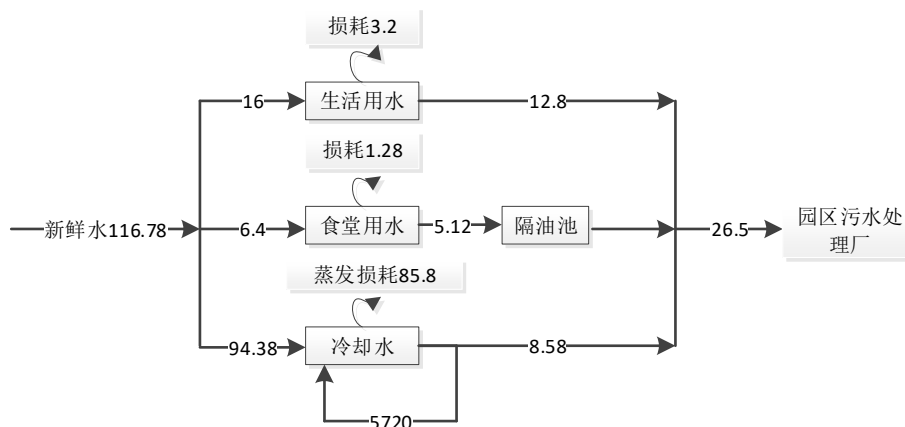 损耗3.2
16
生活用水
12.8
损耗1.28
新鲜水116.78
6.4
食堂用水
5.12
隔油池
26.5
园区污水处
理厂
蒸发损耗85.8
94.38
冷却水
8.58
5720